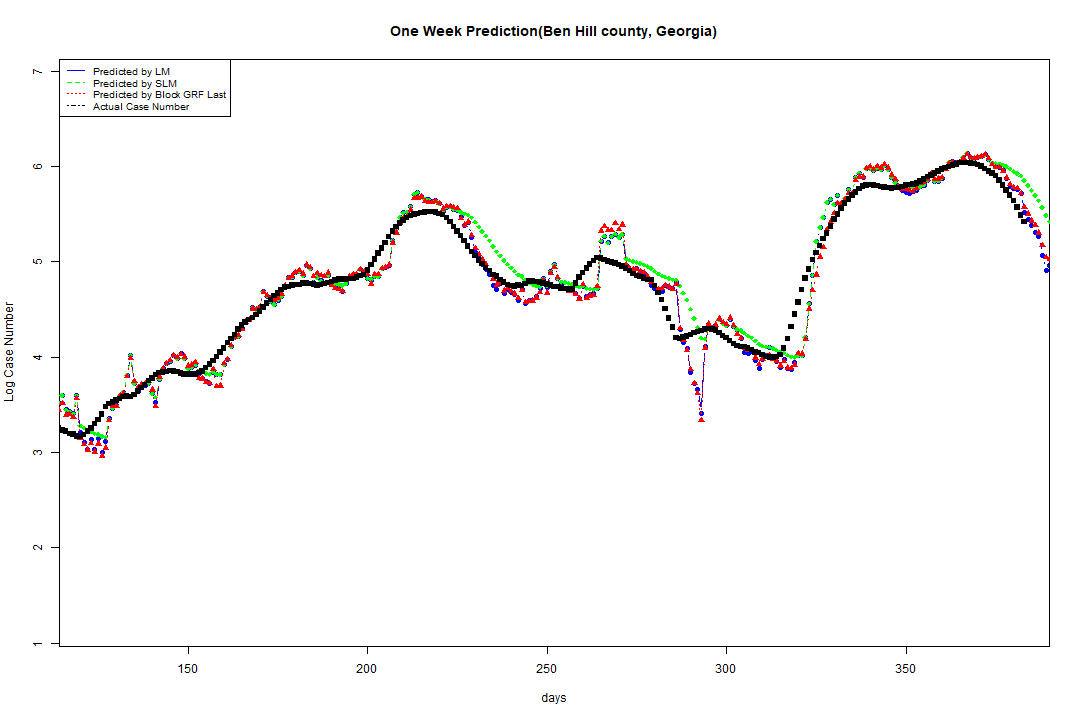 One Week Prediction(Ben Hill county, Georgia)
Predicted by LM
Predicted by SLM
Predicted by Block GRF Last
Actual Case Number
7
6
5
4
3
2
1
Log Case Number
150 200 250 300 350
days